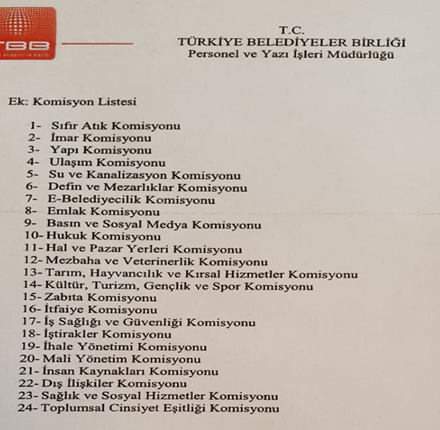 TBB
T.C.
TÜRKİYE BELEDİYELER BİRLİĞİ
Personel ve Yazı İşleri Müdürlüğü
Ek: Komisyon Listesi
1- Sıfır Atık Komisyonu
2- İmar Komisyonu
3- Yapı Komisyonu
4- Ulaşım Komisyonu
5- Su ve Kanalizasyon Komisyonu
6- Defin ve Mezarlıklar Komisyonu
7- E-Belediyecilik Komisyonu
8- Emlak Komisyonu
9- Basın ve Sosyal Medya Komisyonu
10- Hukuk Komisyonu
11- Hal ve Pazar Yerleri Komisyonu
12- Mezbaha ve Veterinerlik Komisyonu
13- Tarım, Hayvancılık ve Kırsal Hizmetler Komisyonu
14- Kültür, Turizm, Gençlik ve Spor Komisyonu
15- Zabıta Komisyonu
16- İtfaiye Komisyonu
17- İş Sağlığı ve Güvenliği Komisyonu
18- İştirakler Komisyonu
19- İhale Yönetimi Komisyonu
20- Mali Yönetim Komisyonu
21- İnsan Kaynakları Komisyonu
22- Dış İlişkiler Komisyonu
23- Sağlık ve Sosyal Hizmetler Komisyonu
24- Toplumsal Cinsiyet Eşitliği Komisyonu